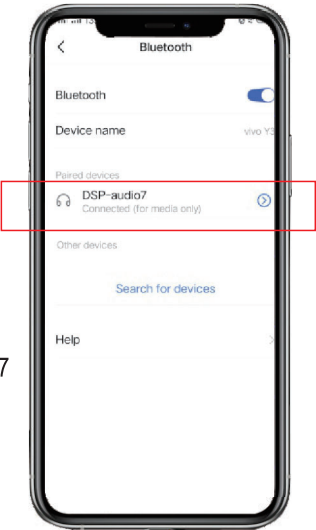 Bluetooth
Bluetooth
Device name vivo Y3
Paired devices
DSP-audio7
Connected (for media only)
Other devices
Search for devices
Help
7